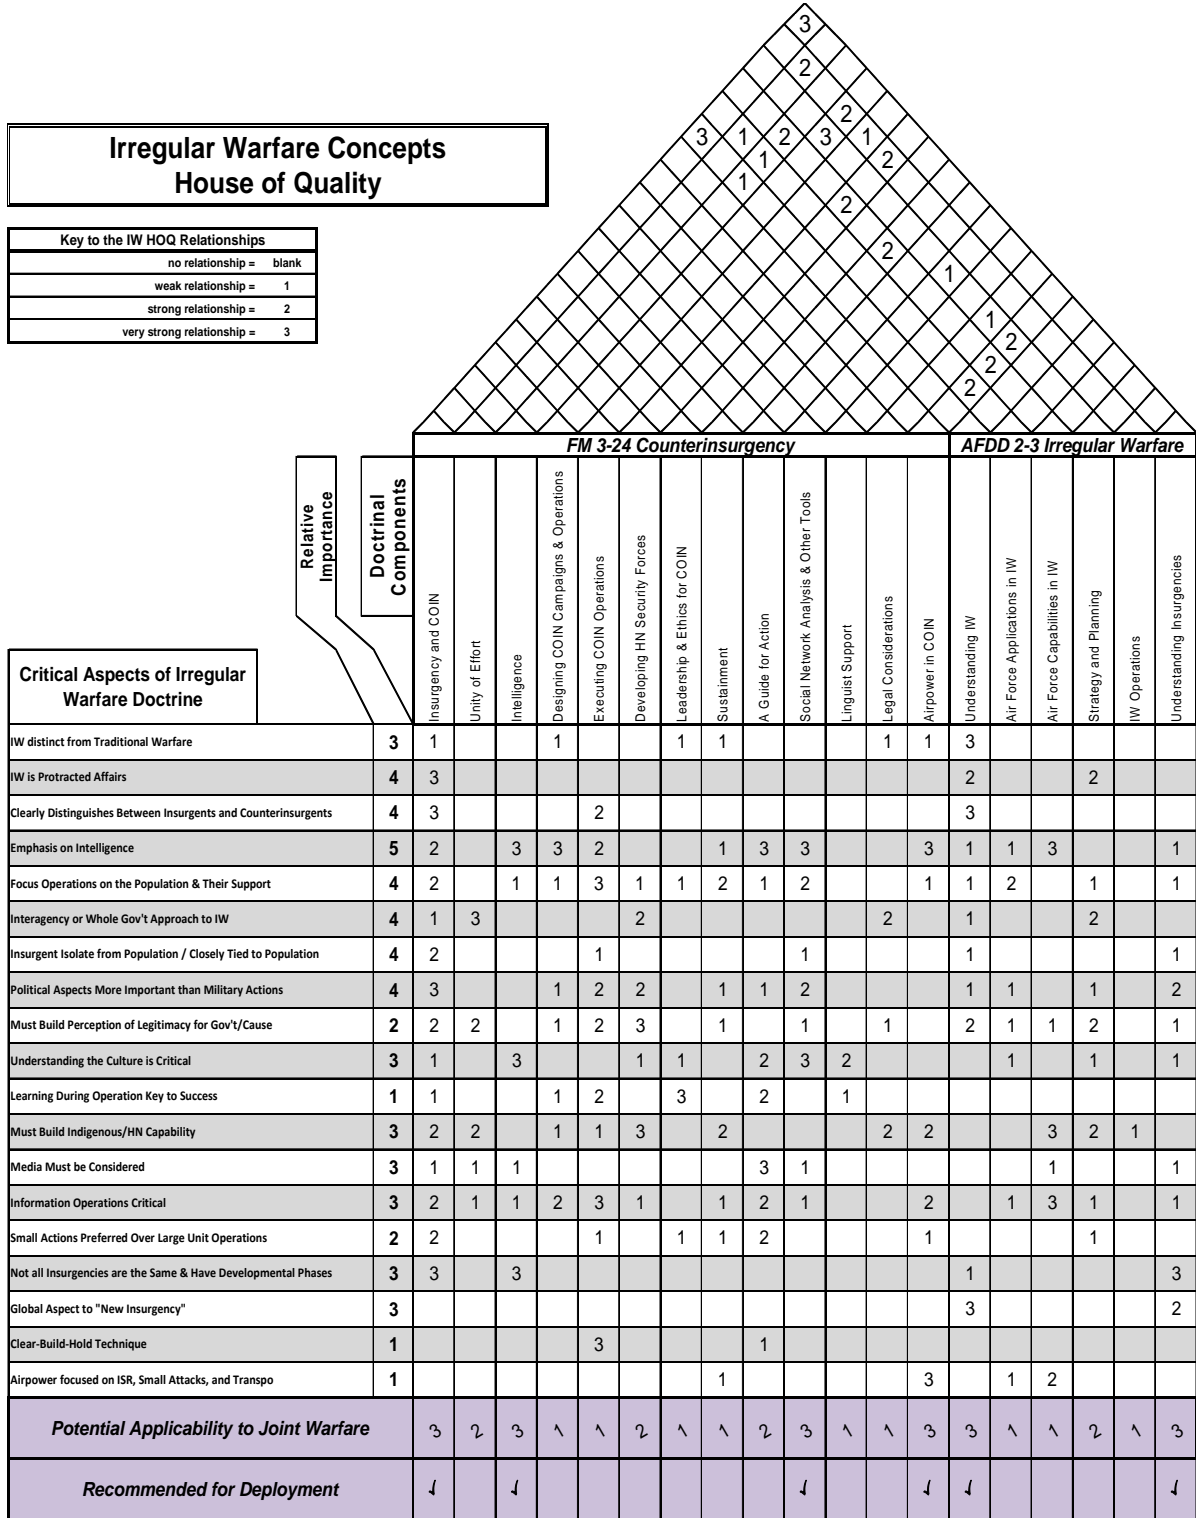 3
2
2
3 1 2 3 1
1 2
1
2
2
1
1
2
2
2
Irregular Warfare Concepts
House of Quality
Key to the IW HOQ Relationships
no relationship = blank
weak relationship = 1
strong relationship = 2
very strong relationship = 3
FM 3-24 Counterinsurgency
AFDD 2-3 Irregular Warfare
Relative
Importance
Doctrinal
Components
Insurgency and COIN
Unity of Effort
Intelligence
Designing COIN Campaigns & Operations
Executing COIN Operations
Developing HN Security Forces
Leadership & Ethics for COIN
Sustainment
A Guide for Action
Social Network Analysis & Other Tools
Linguist Support
Legal Considerations
Airpower in COIN
Understanding IW
Air Force Applications in IW
Air Force Capabilities in IW
Strategy and Planning
IW Operations
Understanding Insurgencies
Critical Aspects of Irregular
Warfare Doctrine
IW distinct from Traditional Warfare 3 1 1 1 1 1 1 3
IW is Protracted Affairs 4 3 2 2
Clearly Distinguishes Between Insurgents and Counterinsurgents 4 3 2 3
Emphasis on Intelligence 5 2 3 3 2 1 3 3 3 1 1 3 1
Focus Operations on the Population & Their Support 4 2 1 1 3 1 1 2 1 2 1 1 2 1 1
Interagency or Whole Gov't Approach to IW 4 1 3 2 2 1 2
Insurgent Isolate from Population / Closely Tied to Population 4 2 1 1 1 1
Political Aspects More Important than Military Actions 4 3 1 2 2 1 1 2 1 1 1 2
Must Build Perception of Legitimacy for Gov't/Cause 2 2 2 1 2 3 1 1 1 2 1 1 2 1
Understanding the Culture is Critical 3 1 3 1 1 2 3 2 1 1 1
Learning During Operation Key to Success 1 1 1 2 3 2 1
Must Build Indigenous/HN Capability 3 2 2 1 1 3 2 2 2 3 2 1
Media Must be Considered 3 1 1 1 3 1 1 1
Information Operations Critical 3 2 1 1 2 3 1 1 2 1 2 1 3 1 1
Small Actions Preferred Over Large Unit Operations 2 2 1 1 1 2 1 1
Not all Insurgencies are the Same & Have Developmental Phases 3 3 3 1 3
Global Aspect to "New Insurgency" 3 3 2
Clear-Build-Hold Technique 1 3 1
Airpower focused on ISR, Small Attacks, and Transpo 1 1 3 1 2
Potential Applicability to Joint Warfare 3 2 3 1 1 2 1 1 2 3 1 1 3 3 1 1 2 1 3
Recommended for Deployment √ √ √ √ √ √